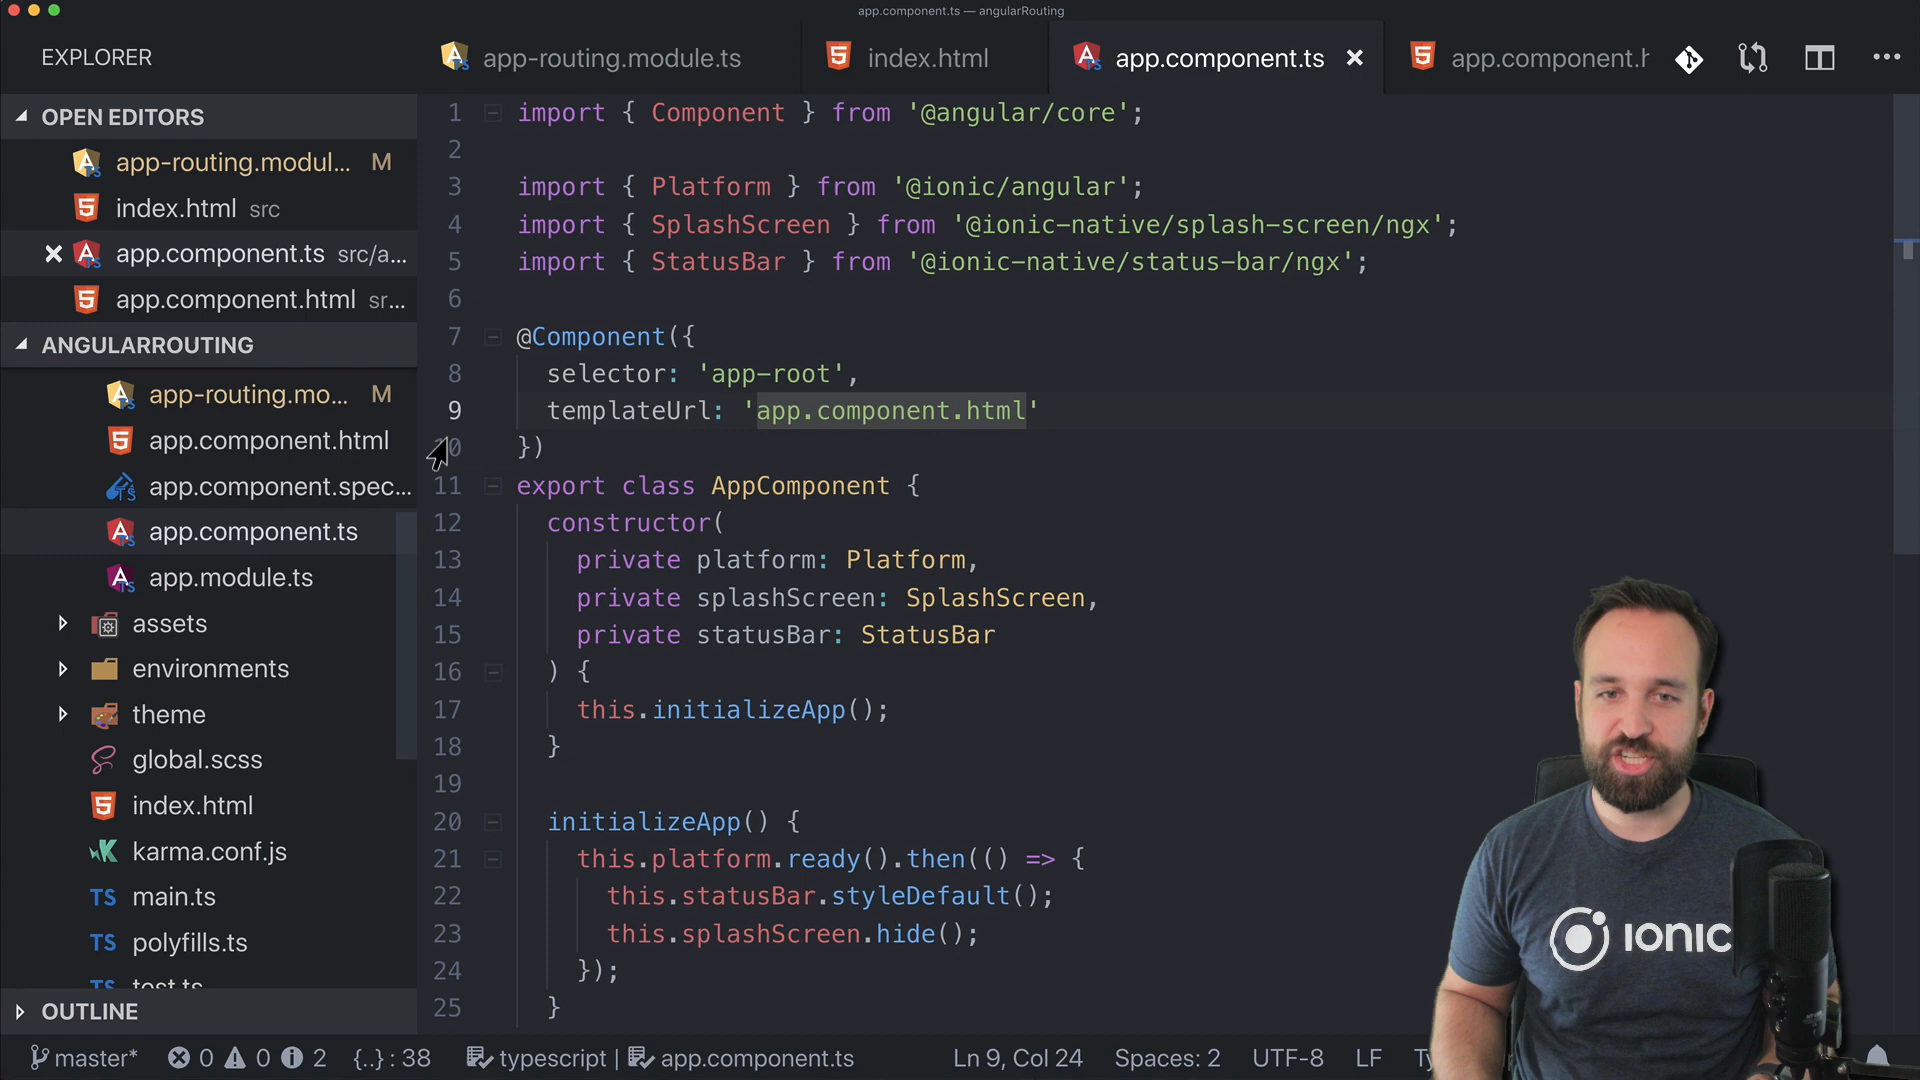 app.component.ts — angularRouting
EXPLORER
app-routing.module.ts
index.html
app.component.ts
app.component.h
OPEN EDITORS
app-routing.modul... M
index.html src
app.component.ts src/a...
app.component.html sr...
ANGULARROUTING
app-routing.mo... M
app.component.html
app.component.spec...
app.component.ts
app.module.ts
assets
environments
theme
global.scss
index.html
karma.conf.js
TS main.ts
TS polyfills.ts
TS test.ts
OUTLINE
1 import { Component } from '@angular/core';
2
3 import { Platform } from '@ionic/angular';
4 import { SplashScreen } from '@ionic-native/splash-screen/ngx';
5 import { StatusBar } from '@ionic-native/status-bar/ngx';
6
7 @Component({
8 selector: 'app-root',
9 templateUrl: 'app.component.html'
10 })
11 export class AppComponent {
12 constructor(
13 private platform: Platform,
14 private splashScreen: SplashScreen,
15 private statusBar: StatusBar
16 ) {
17 this.initializeApp();
18 }
19
20 initializeApp() {
21 this.platform.ready().then(() => {
22 this.statusBar.styleDefault();
23 this.splashScreen.hide();
24 });
25 }
ionic
master* 0 0 2 {..} : 38 typescript | app.component.ts Ln 9, Col 24 Spaces: 2 UTF-8 LF